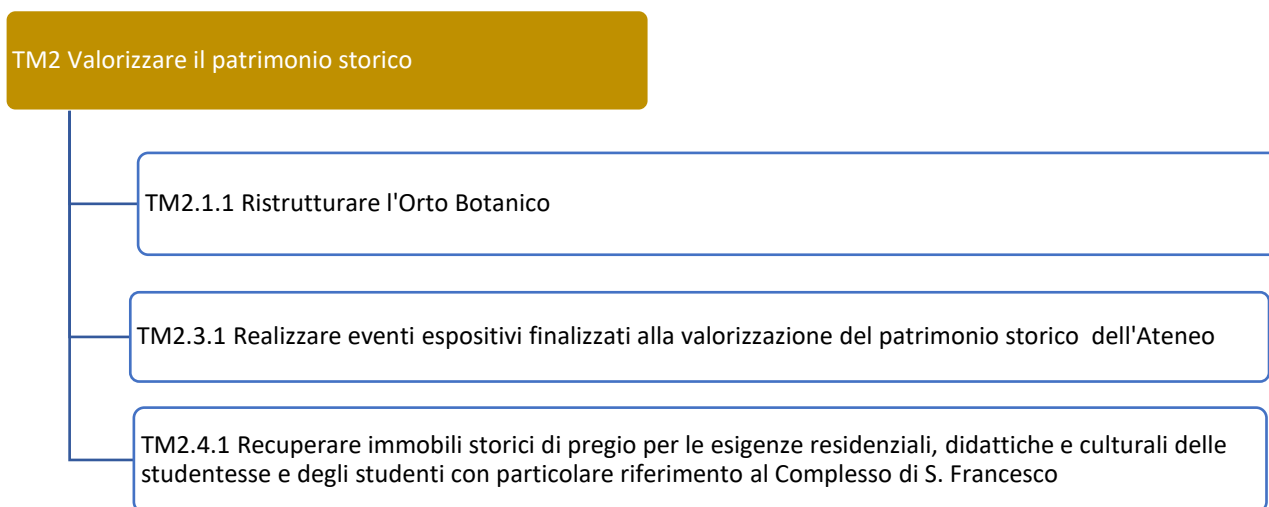 TM2 Valorizzare il patrimonio storico
TM2.1.1 Ristrutturare l'Orto Botanico
TM2.3.1 Realizzare eventi espositivi finalizzati alla valorizzazione del patrimonio storico  dell'Ateneo
TM2.4.1 Recuperare immobili storici di pregio per le esigenze residenziali, didattiche e culturali delle
studentesse e degli studenti con particolare riferimento al Complesso di S. Francesco